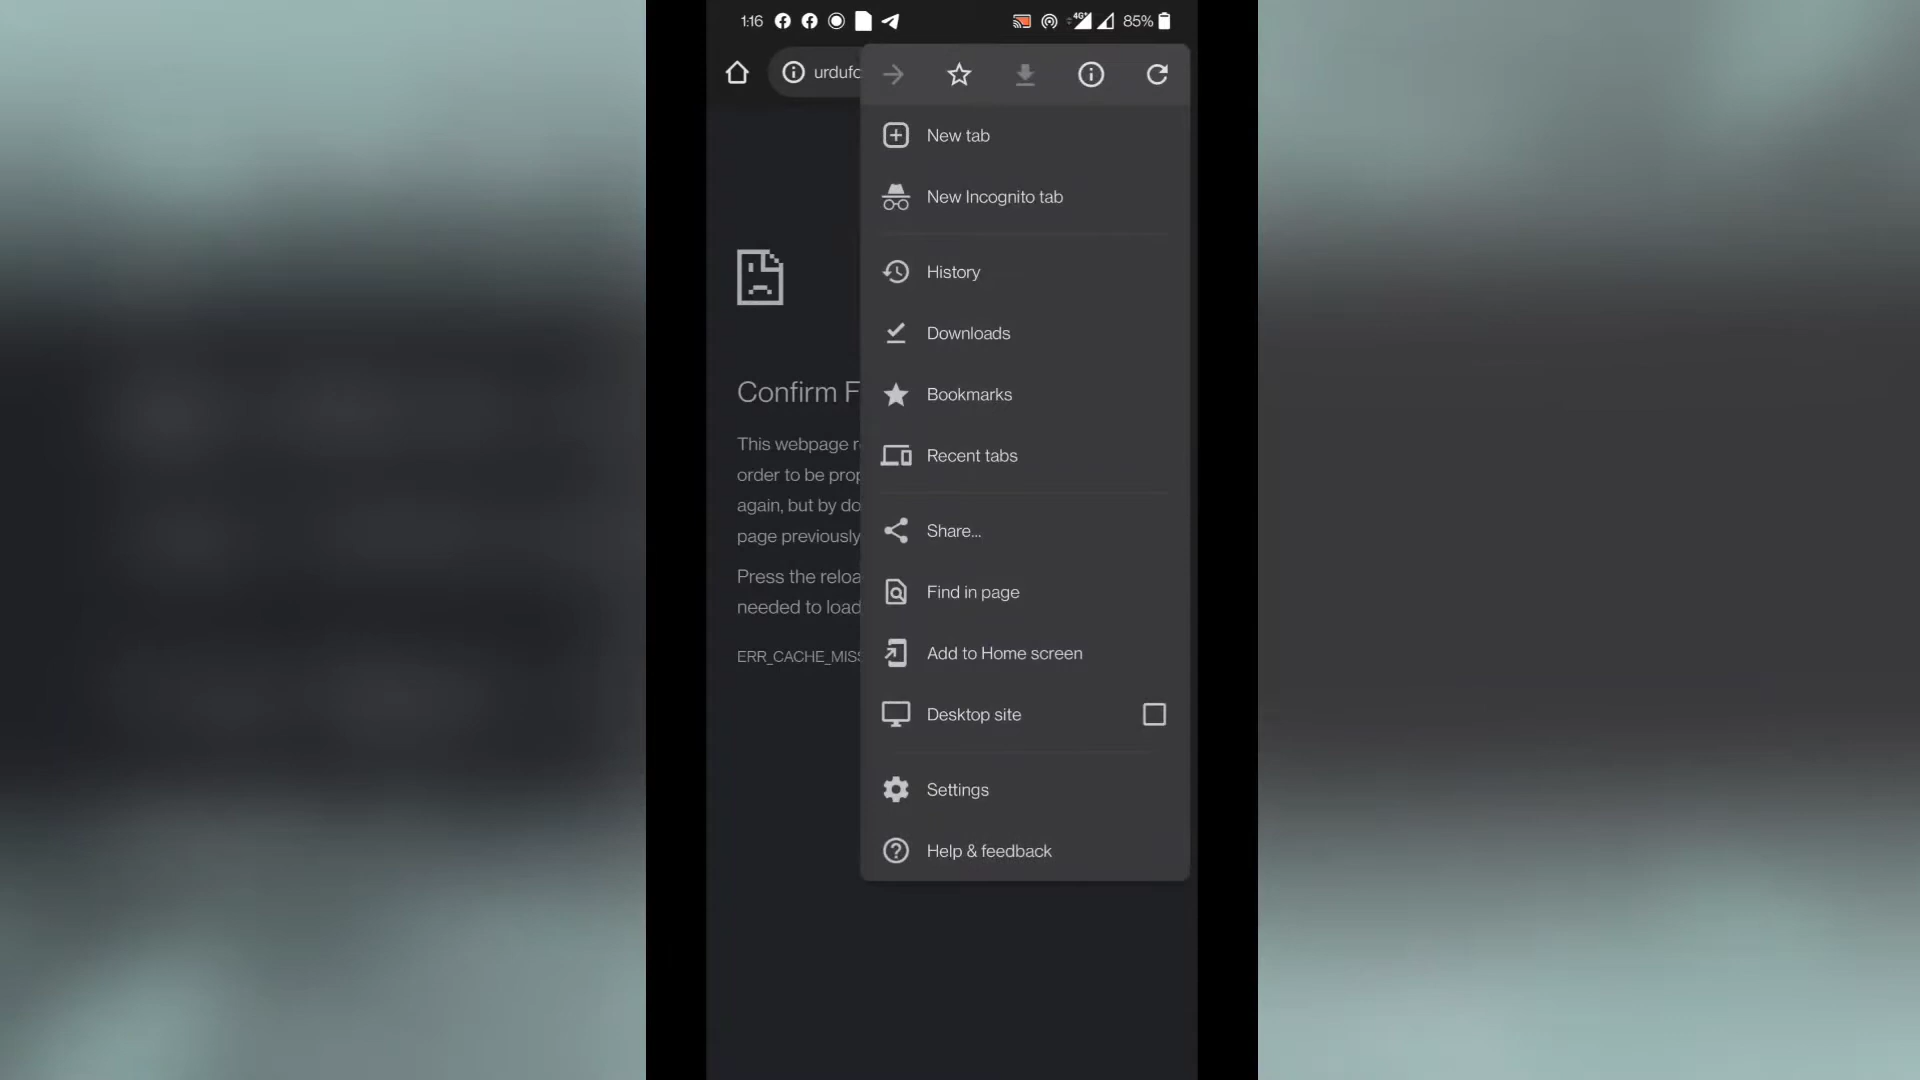 1:16
4G+
85%
urdufo
New tab
New Incognito tab
History
Downloads
Bookmarks
Recent tabs
Share...
Find in page
Add to Home screen
Desktop site
Settings
Help & feedback
Confirm F
This webpage r
order to be prop
again, but by do
page previously
Press the reloa
needed to load
ERR_CACHE_MISS